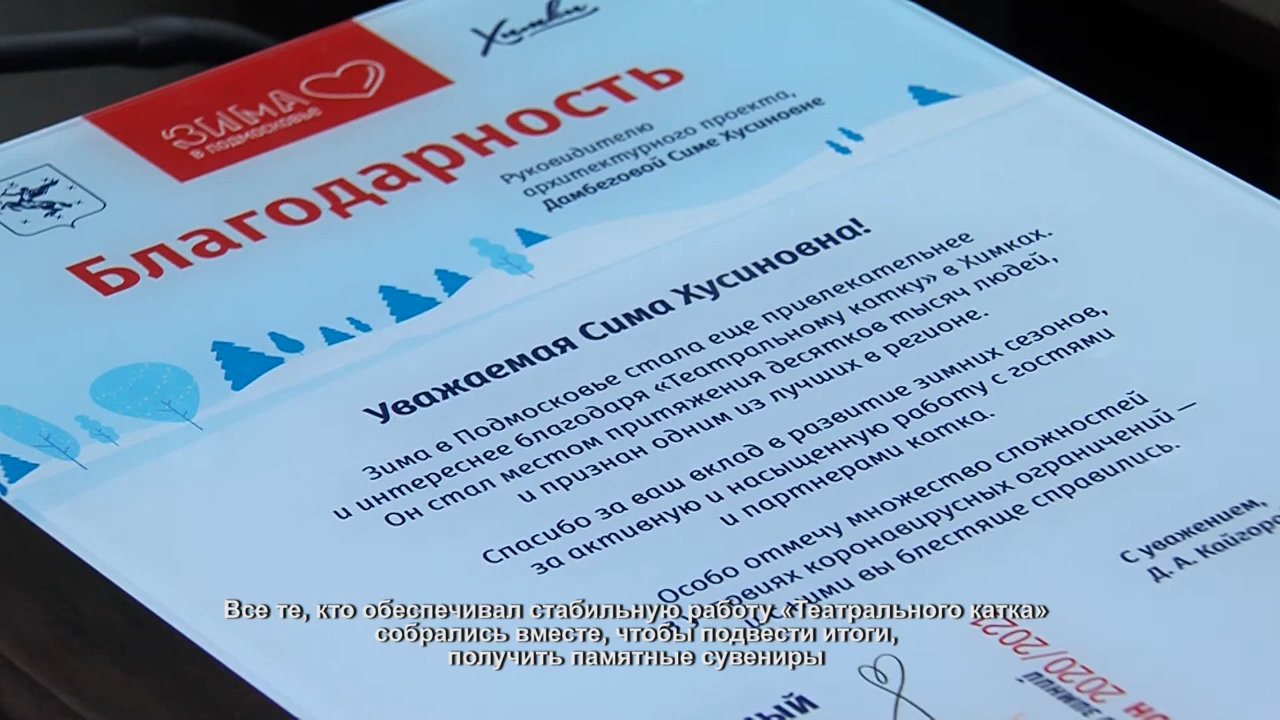 Химки
ЗИМА
в подмосковье
Благодарность
Руководителю
архитектурного проекта,
Дамбеговой Симе Хусиновне
Уважаемая Сима Хусиновна!
Зима в Подмосковье стала еще привлекательнее
и интереснее благодаря «Театральному катку» в Химках.
Он стал местом притяжения десятков тысяч людей,
и признан одним из лучших в регионе.
Спасибо за ваш вклад в развитие зимних сезонов,
за активную и насыщенную работу с гостями
и партнерами катка.
Особо отмечу множество сложностей
условиях коронавирусных ограничений —
с ними вы блестяще справились.
С уважением,
Д. А.
Все те, кто обеспечивал стабильную работу «Театрального катка»
собрались вместе, чтобы подвести итоги,
получить памятные сувениры
зимний
2020/2021